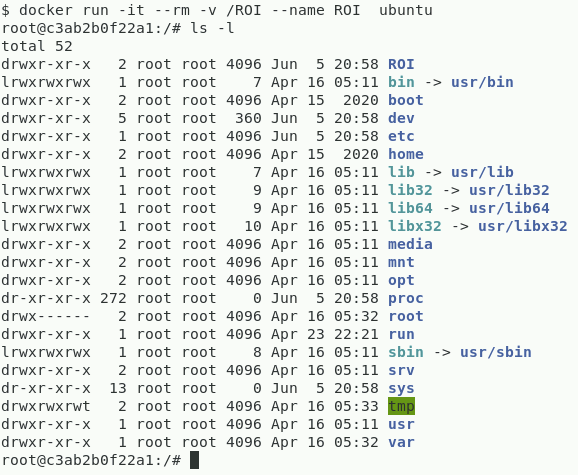 $ docker run -it --rm -v /ROI --name ROI  ubuntu
root@c3ab2b0f22a1:/# ls -l
total 52
drwxr-xr-x   2 root root 4096 Jun  5 20:58 ROI
lrwxrwxrwx   1 root root    7 Apr 16 05:11 bin -> usr/bin
drwxr-xr-x   2 root root 4096 Apr 15  2020 boot
drwxr-xr-x   5 root root  360 Jun  5 20:58 dev
drwxr-xr-x   1 root root 4096 Jun  5 20:58 etc
drwxr-xr-x   2 root root 4096 Apr 15  2020 home
lrwxrwxrwx   1 root root    7 Apr 16 05:11 lib -> usr/lib
lrwxrwxrwx   1 root root    9 Apr 16 05:11 lib32 -> usr/lib32
lrwxrwxrwx   1 root root    9 Apr 16 05:11 lib64 -> usr/lib64
lrwxrwxrwx   1 root root   10 Apr 16 05:11 libx32 -> usr/libx32
drwxr-xr-x   2 root root 4096 Apr 16 05:11 media
drwxr-xr-x   2 root root 4096 Apr 16 05:11 mnt
drwxr-xr-x   2 root root 4096 Apr 16 05:11 opt
dr-xr-xr-x 272 root root    0 Jun  5 20:58 proc
drwx------   2 root root 4096 Apr 16 05:32 root
drwxr-xr-x   1 root root 4096 Apr 23 22:21 run
lrwxrwxrwx   1 root root    8 Apr 16 05:11 sbin -> usr/sbin
drwxr-xr-x   2 root root 4096 Apr 16 05:11 srv
dr-xr-xr-x  13 root root    0 Jun  5 20:58 sys
drwxrwxrwt   2 root root 4096 Apr 16 05:33 tmp
drwxr-xr-x   1 root root 4096 Apr 16 05:11 usr
drwxr-xr-x   1 root root 4096 Apr 16 05:32 var
root@c3ab2b0f22a1:/#